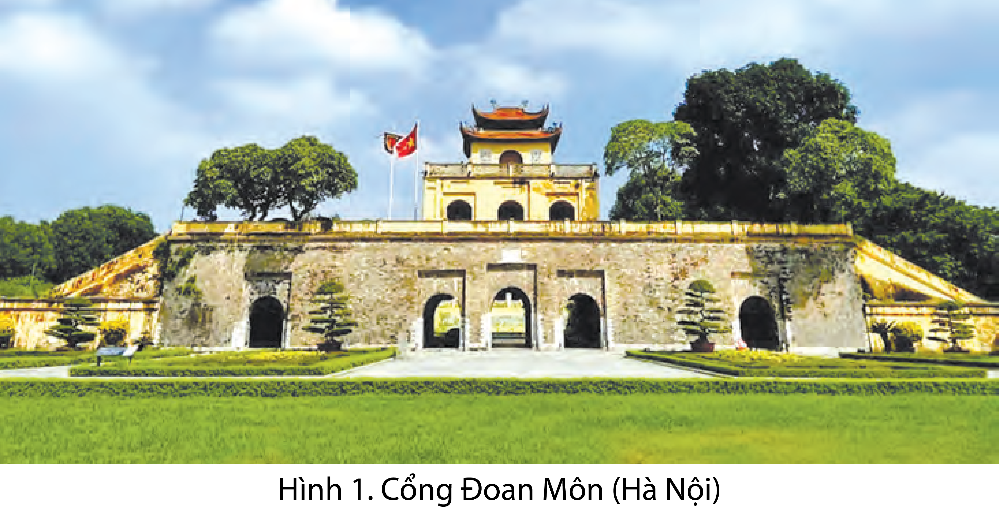 Hình 1. Cổng Đoan Môn (Hà Nội)